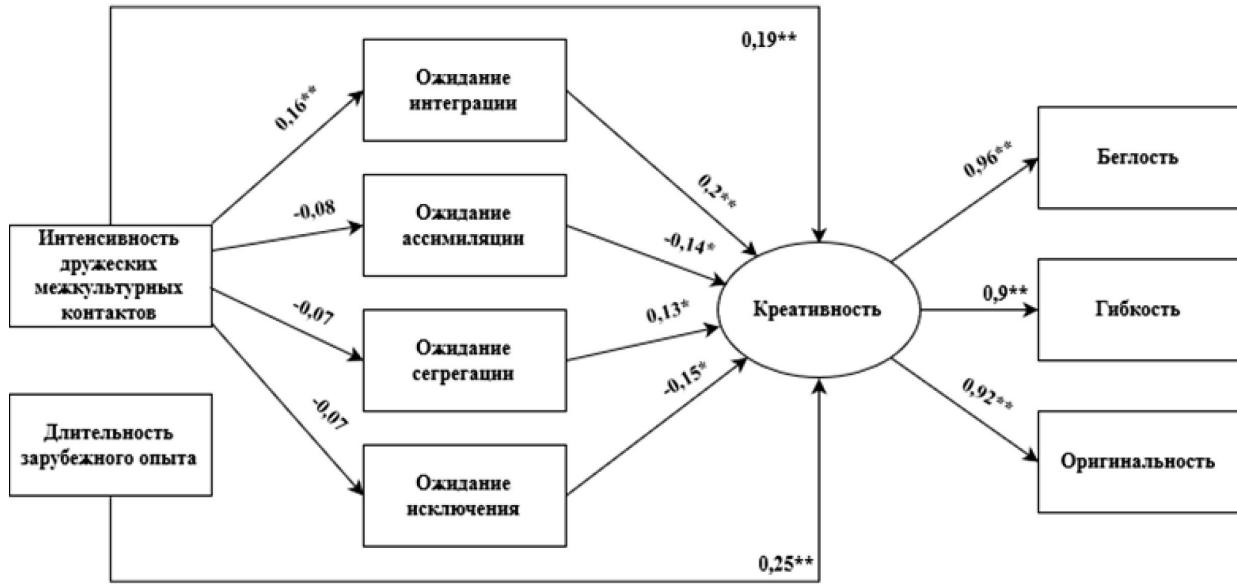 0,19**
Ожидание
интеграции
0,16**
0,2**
Беглость
0,96**
Ожидание
ассимиляции
-0,08
-0,14*
Интенсивность
дружеских
межкультурных
контактов
Креативность
0,9**
Гибкость
-0,07
Ожидание
сегрегации
0,13*
-0,07
-0,15*
0,92**
Длительность
зарубежного опыта
Оригинальность
Ожидание
исключения
0,25**